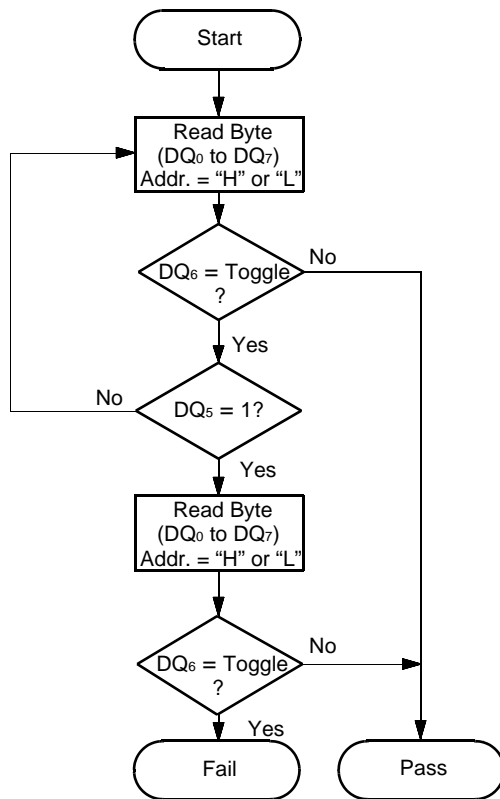 Start
Read Byte
(DQ₀ to DQ₇)
Addr. = “H” or “L”
No
DQ₆ = Toggle
?
Yes
No
DQ₅ = 1?
Yes
Read Byte
(DQ₀ to DQ₇)
Addr. = “H” or “L”
No
DQ₆ = Toggle
?
Yes
Fail
Pass